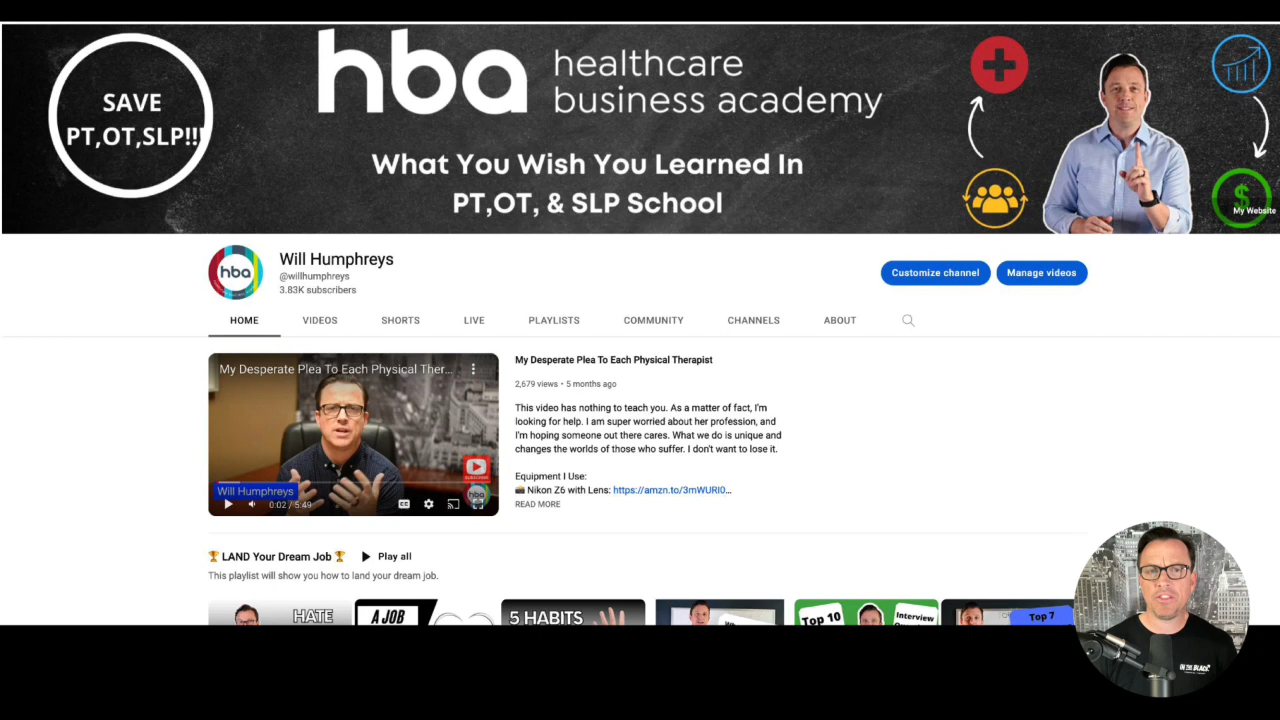 SAVE
PT,OT,SLP!!!
hba
healthcare
business academy
What You Wish You Learned In
PT,OT, & SLP School
My Website
hba
Will Humphreys
@willhumphreys
3.83K subscribers
Customize channel
Manage videos
HOME
VIDEOS
SHORTS
LIVE
PLAYLISTS
COMMUNITY
CHANNELS
ABOUT
My Desperate Plea To Each Physical Ther...
SUBSCRIBE
Will Humphreys
hba
0:02 / 5:49
CC
My Desperate Plea To Each Physical Therapist
2,679 views • 5 months ago
This video has nothing to teach you. As a matter of fact, I'm
looking for help. I am super worried about her profession, and
I'm hoping someone out there cares. What we do is unique and
changes the worlds of those who suffer. I don't want to lose it.
Equipment I Use:
📸 Nikon Z6 with Lens: https://amzn.to/3mWURI0...
READ MORE
🏆 LAND Your Dream Job 🏆
Play all
This playlist will show you how to land your dream job.
HATE
A JOB
5 HABITS
Top 10
Interview
Top 7
IN THE BLACK